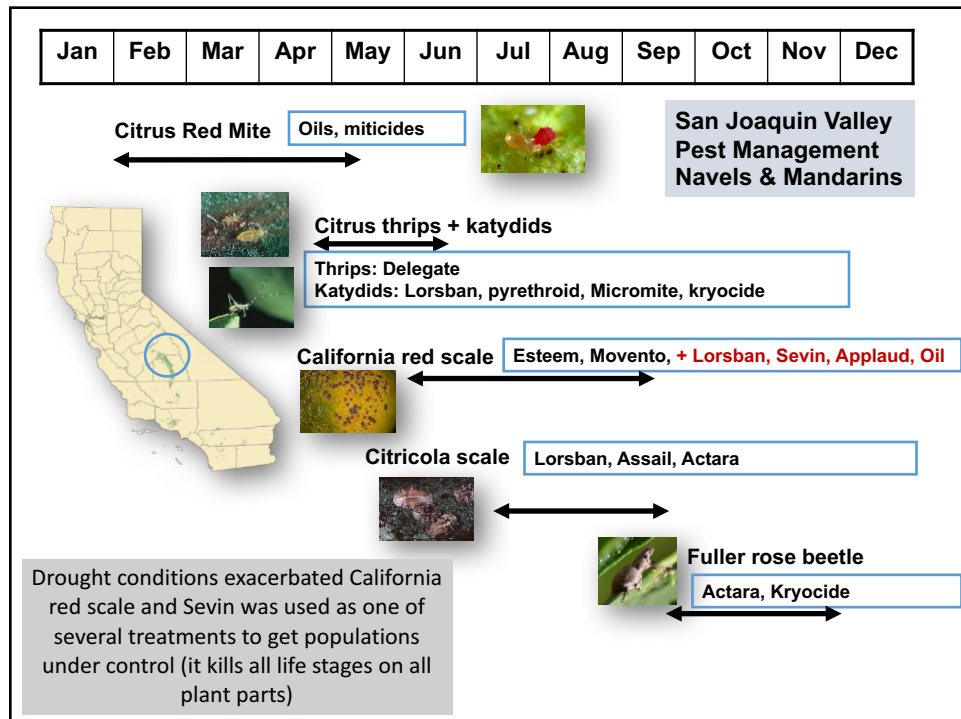 Jan Feb Mar Apr May Jun Jul Aug Sep Oct Nov Dec
Citrus Red Mite
Oils, miticides
San Joaquin Valley
Pest Management
Navels & Mandarins
Citrus thrips + katydids
Thrips: Delegate
Katydids: Lorsban, pyrethroid, Micromite, kryocide
California red scale
Esteem, Movento, + Lorsban, Sevin, Applaud, Oil
Citricola scale
Lorsban, Assail, Actara
Fuller rose beetle
Actara, Kryocide
Drought conditions exacerbated California
red scale and Sevin was used as one of
several treatments to get populations
under control (it kills all life stages on all
plant parts)